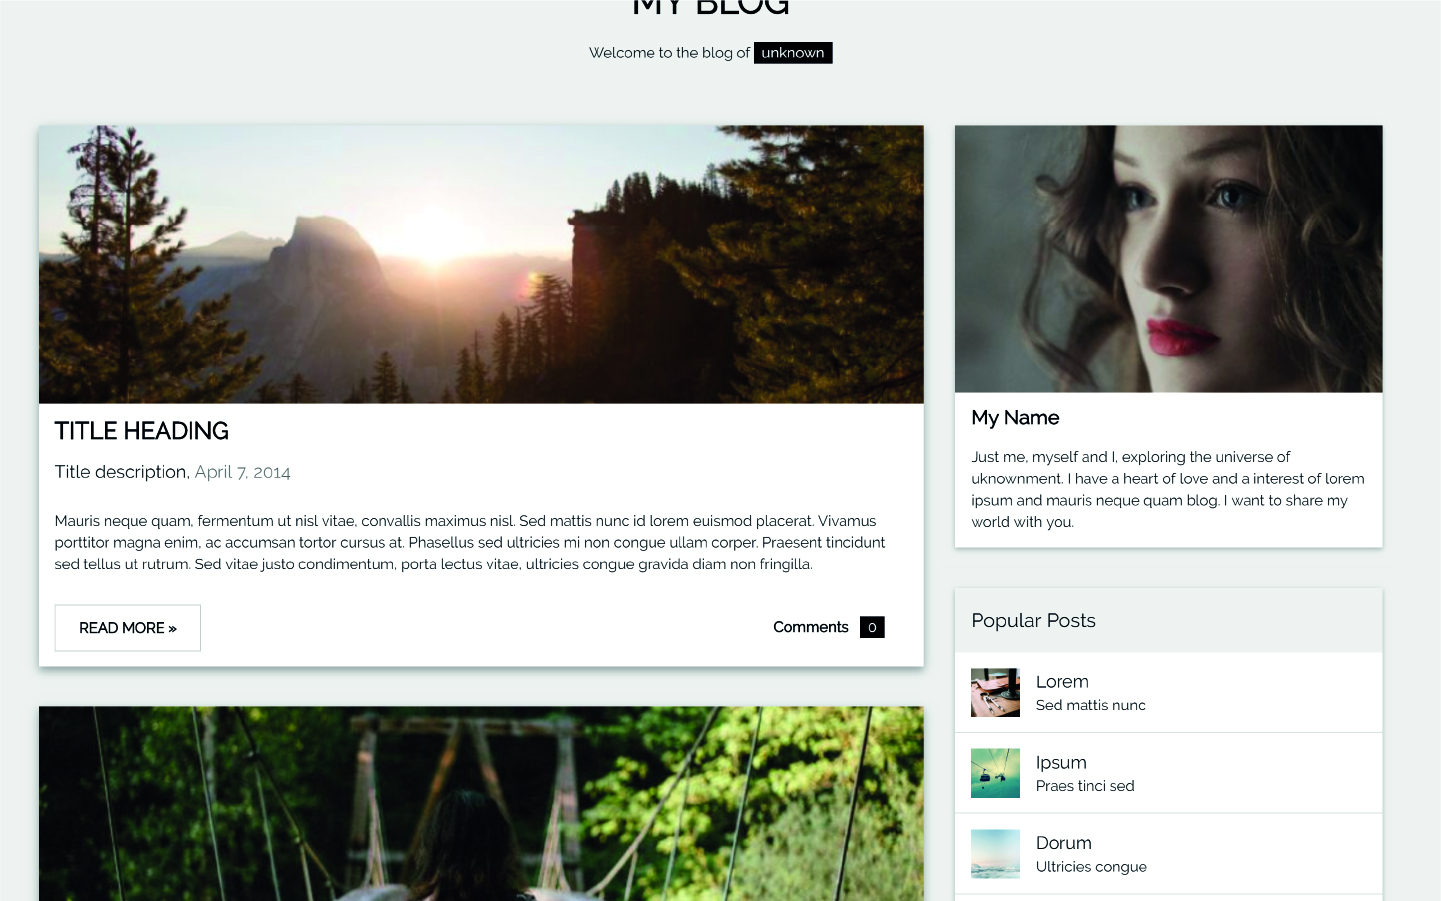 MY BLOG
Welcome to the blog of unknown
TITLE HEADING
Title description, April 7, 2014
Mauris neque quam, fermentum ut nisl vitae, convallis maximus nisl. Sed mattis nunc id lorem euismod placerat. Vivamus
porttitor magna enim, ac accumsan tortor cursus at. Phasellus sed ultricies mi non congue ullam corper. Praesent tincidunt
sed tellus ut rutrum. Sed vitae justo condimentum, porta lectus vitae, ultricies congue gravida diam non fringilla.
READ MORE »
Comments 0
My Name
Just me, myself and I, exploring the universe of
uknownment. I have a heart of love and a interest of lorem
ipsum and mauris neque quam blog. I want to share my
world with you.
Popular Posts
Lorem
Sed mattis nunc
Ipsum
Praes tinci sed
Dorum
Ultricies congue